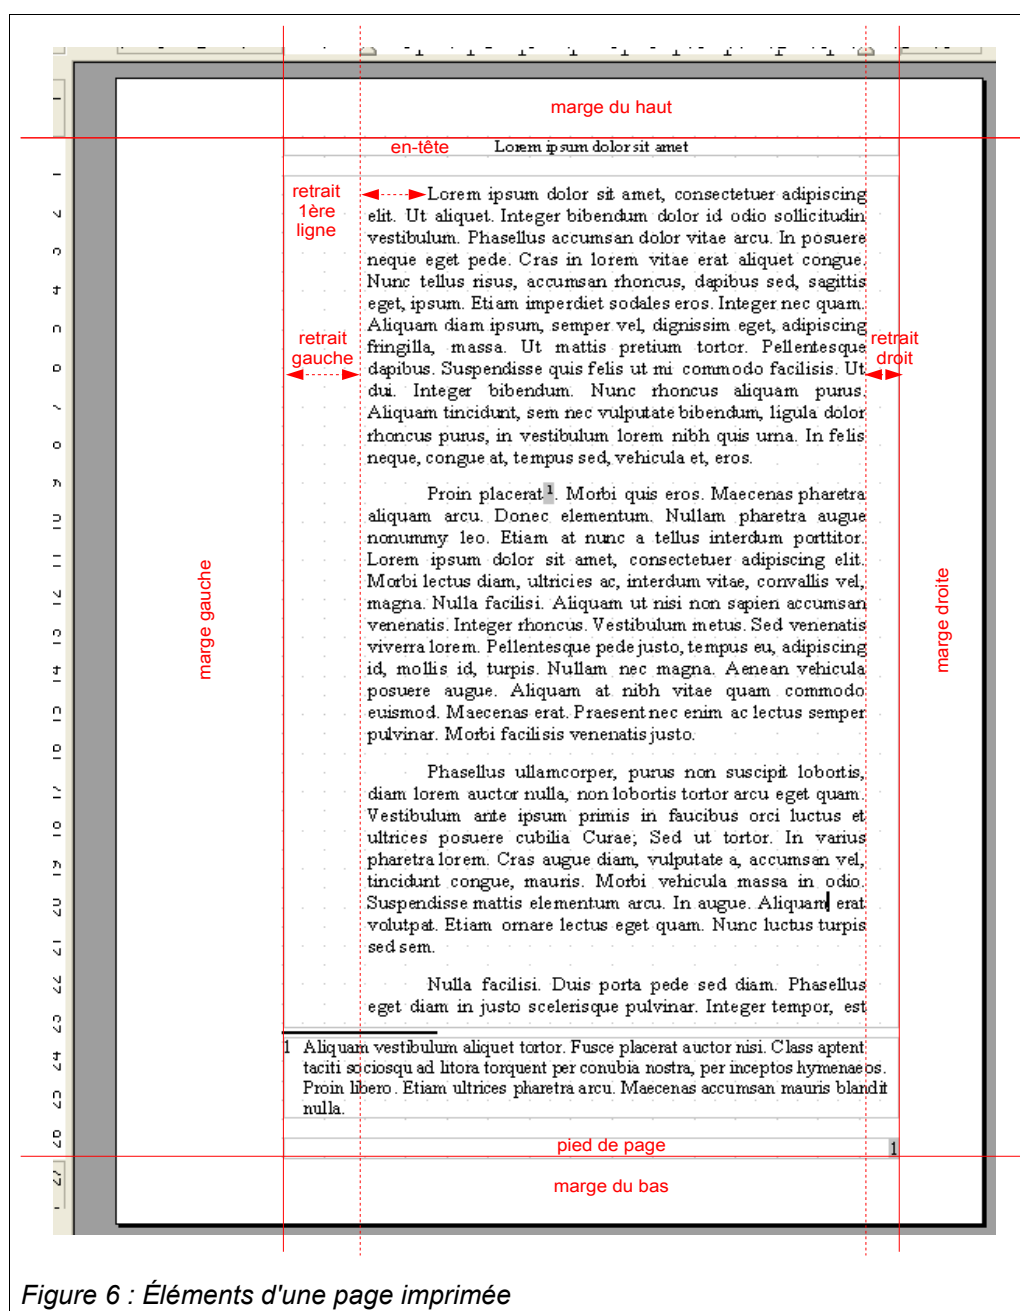 marge du haut
en-tête Lorem ipsum dolor sit amet
retrait
1ère
ligne
Lorem ipsum dolor sit amet, consectetuer adipiscing
elit. Ut aliquet. Integer bibendum dolor id odio sollicitudin
vestibulum. Phasellus accumsan dolor vitae arcu. In posuere
neque eget pede. Cras in lorem vitae erat aliquet congue.
Nunc tellus risus, accumsan rhoncus, dapibus sed, sagittis
eget, ipsum. Etiam imperdiet sodales eros. Integer nec quam.
Aliquam diam ipsum, semper vel, dignissim eget, adipiscing
fringilla, massa. Ut mattis pretium tortor. Pellentesque
dapibus. Suspendisse quis felis ut mi commodo facilisis. Ut
dui. Integer bibendum. Nunc rhoncus aliquam purus.
Aliquam tincidunt, sem nec vulputate bibendum, ligula dolor
rhoncus purus, in vestibulum lorem nibh quis urna. In felis
neque, congue at, tempus sed, vehicula et, eros.
retrait
gauche
retrait
droit
Proin placerat1. Morbi quis eros. Maecenas pharetra
aliquam arcu. Donec elementum. Nullam pharetra augue
nonummy leo. Etiam at nunc a tellus interdum porttitor.
Lorem ipsum dolor sit amet, consectetuer adipiscing elit.
Morbi lectus diam, ultricies ac, interdum vitae, convallis vel,
magna. Nulla facilisi. Aliquam ut nisi non sapien accumsan
venenatis. Integer rhoncus. Vestibulum metus. Sed venenatis
viverra lorem. Pellentesque pede justo, tempus eu, adipiscing
id, mollis id, turpis. Nullam nec magna. Aenean vehicula
posuere augue. Aliquam at nibh vitae quam commodo
euismod. Maecenas erat. Praesent nec enim ac lectus semper
pulvinar. Morbi facilisis venenatis justo.
marge gauche
marge droite
Phasellus ullamcorper, purus non suscipit lobortis,
diam lorem auctor nulla, non lobortis tortor arcu eget quam.
Vestibulum ante ipsum primis in faucibus orci luctus et
ultrices posuere cubilia Curae; Sed ut tortor. In varius
pharetra lorem. Cras augue diam, vulputate a, accumsan vel,
tincidunt congue, mauris. Morbi vehicula massa in odio.
Suspendisse mattis elementum arcu. In augue. Aliquam erat
volutpat. Etiam ornare lectus eget quam. Nunc luctus turpis
sed sem.
Nulla facilisi. Duis porta pede sed diam. Phasellus
eget diam in justo scelerisque pulvinar. Integer tempor, est
1 Aliquam vestibulum aliquet tortor. Fusce placerat auctor nisi. Class aptent
taciti sociosqu ad litora torquent per conubia nostra, per inceptos hymenaeos.
Proin libero. Etiam ultrices pharetra arcu. Maecenas accumsan mauris blandit
nulla.
pied de page 1
marge du bas
Figure 6 : Éléments d'une page imprimée